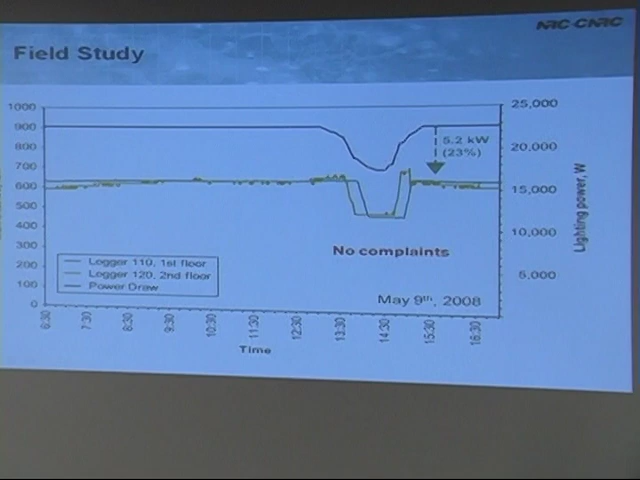 NRC-CNRC
Field Study
1000
900
800
700
600
500
400
300
200
100
0
25,000
20,000
15,000
10,000
5,000
Lighting power, W
5.2 kW
(23%)
No complaints
Logger 110, 1st floor
Logger 120, 2nd floor
Power Draw
May 9th, 2008
6:30
7:30
8:30
9:30
10:30
11:30
12:30
13:30
14:30
15:30
16:30
Time